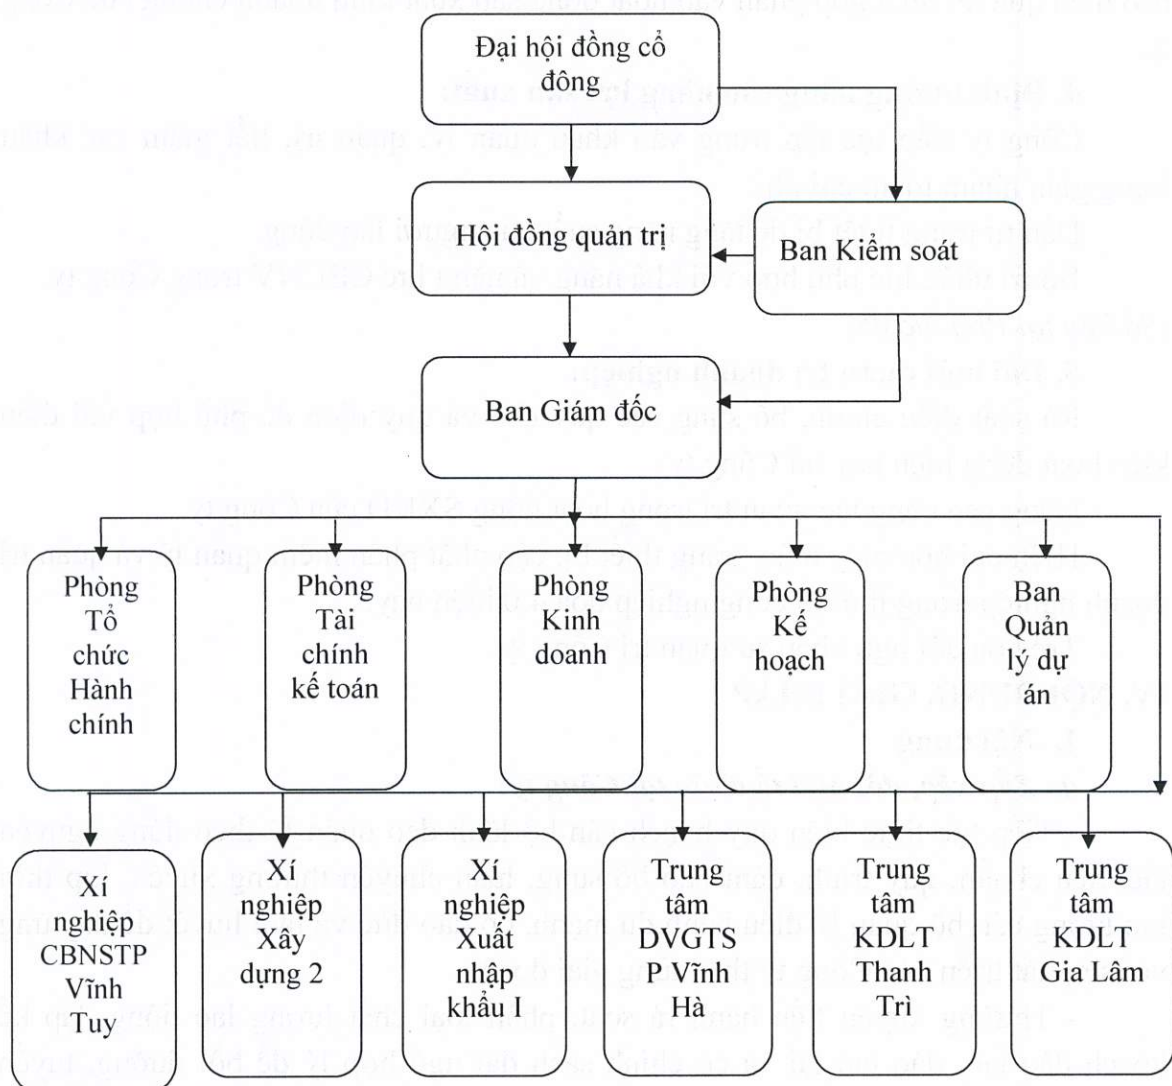 Đại hội đồng cổ
đông
Hội đồng quản trị
Ban Kiểm soát
Ban Giám đốc
Phòng
Tổ
chức
Hành
chính
Phòng
Tài
chính
kế toán
Phòng
Kinh
doanh
Phòng
Kế
hoạch
Ban
Quản
lý dự
án
Xí
nghiệp
CBNSTP
Vĩnh
Tuy
Xí
nghiệp
Xây
dựng 2
Xí
nghiệp
Xuất
nhập
khẩu I
Trung
tâm
DVGTS
P.Vĩnh
Hà
Trung
tâm
KDLT
Thanh
Trì
Trung
tâm
KDLT
Gia Lâm